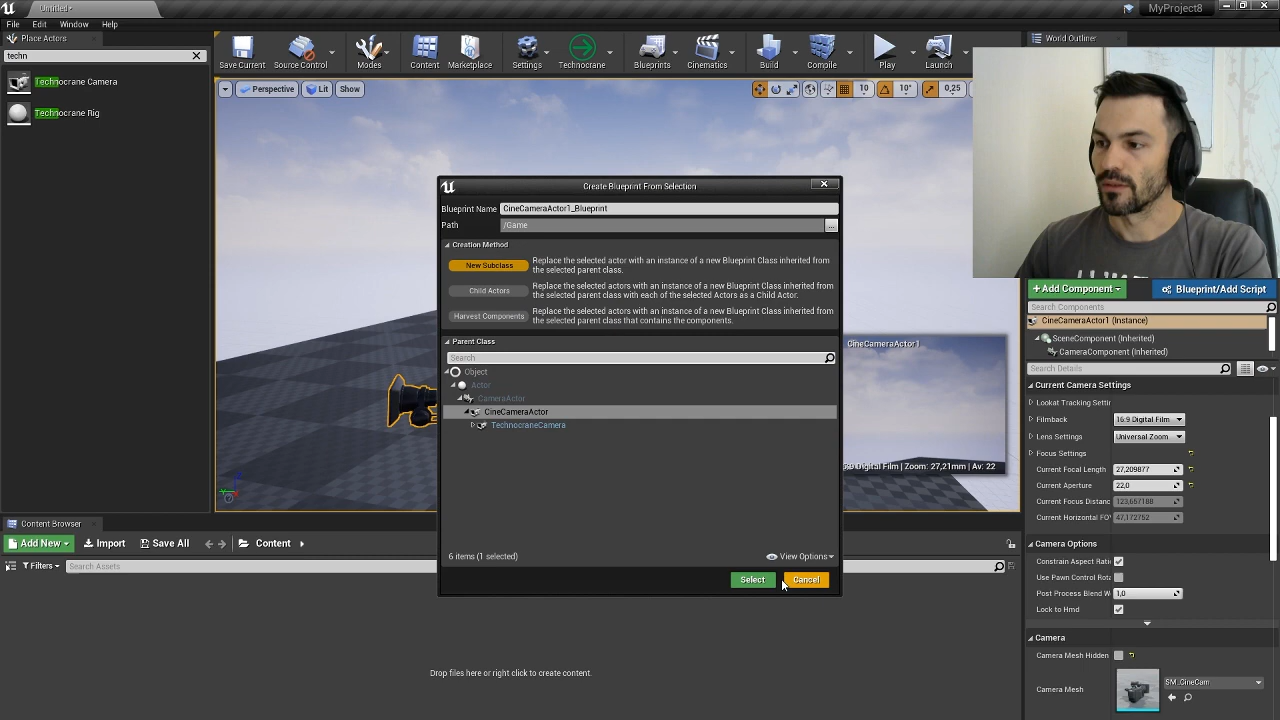 Untitled*
MyProject8
File Edit Window Help
Place Actors
techn
Technocrane Camera
Technocrane Rig
Save Current
Source Control
Modes
Content
Marketplace
Settings
Technocrane
Blueprints
Cinematics
Build
Compile
Play
Launch
World Outliner
Perspective
Lit
Show
10
10°
0,25
Create Blueprint From Selection
Blueprint Name CineCameraActor1_Blueprint
Path /Game
...
Creation Method
New Subclass
Replace the selected actor with an instance of a new Blueprint Class inherited from
the selected parent class.
Child Actors
Replace the selected actors with an instance of a new Blueprint Class inherited from
the selected parent class with each of the selected Actors as a Child Actor.
Harvest Components
Replace the selected actors with an instance of a new Blueprint Class inherited from the
selected parent class that contains the components.
Parent Class
Search
Object
Actor
CameraActor
CineCameraActor
TechnocraneCamera
6 items (1 selected)
View Options
Select
Cancel
CineCameraActor1
Digital Film | Zoom: 27,21mm | Av: 22
+Add Component
Blueprint/Add Script
Search Components
CineCameraActor1 (Instance)
SceneComponent (Inherited)
CameraComponent (Inherited)
Search Details
Current Camera Settings
Lookat Tracking Settin
Filmback 16:9 Digital Film
Lens Settings Universal Zoom
Focus Settings
Current Focal Length 27,209877
Current Aperture 22,0
Current Focus Distanc 123,657188
Current Horizontal FO 47,172752
Camera Options
Constrain Aspect Rati
Use Pawn Control Rota
Post Process Blend W 1,0
Lock to Hmd
Camera
Camera Mesh Hidden
Camera Mesh
SM_CineCam
Content Browser
Add New
Import
Save All
Content
Filters
Search Assets
Drop files here or right click to create content.